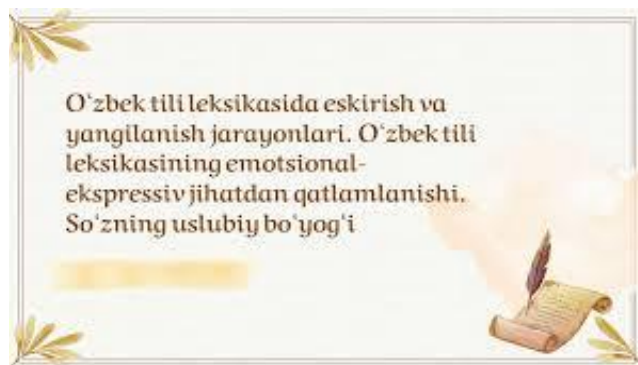 O‘zbek tili leksikasida eskirish va
yangilanish jarayonlari. O‘zbek tili
leksikasining emotsional-
ekspressiv jihatdan qatlamlanishi.
So‘zning uslubiy bo‘yog‘i